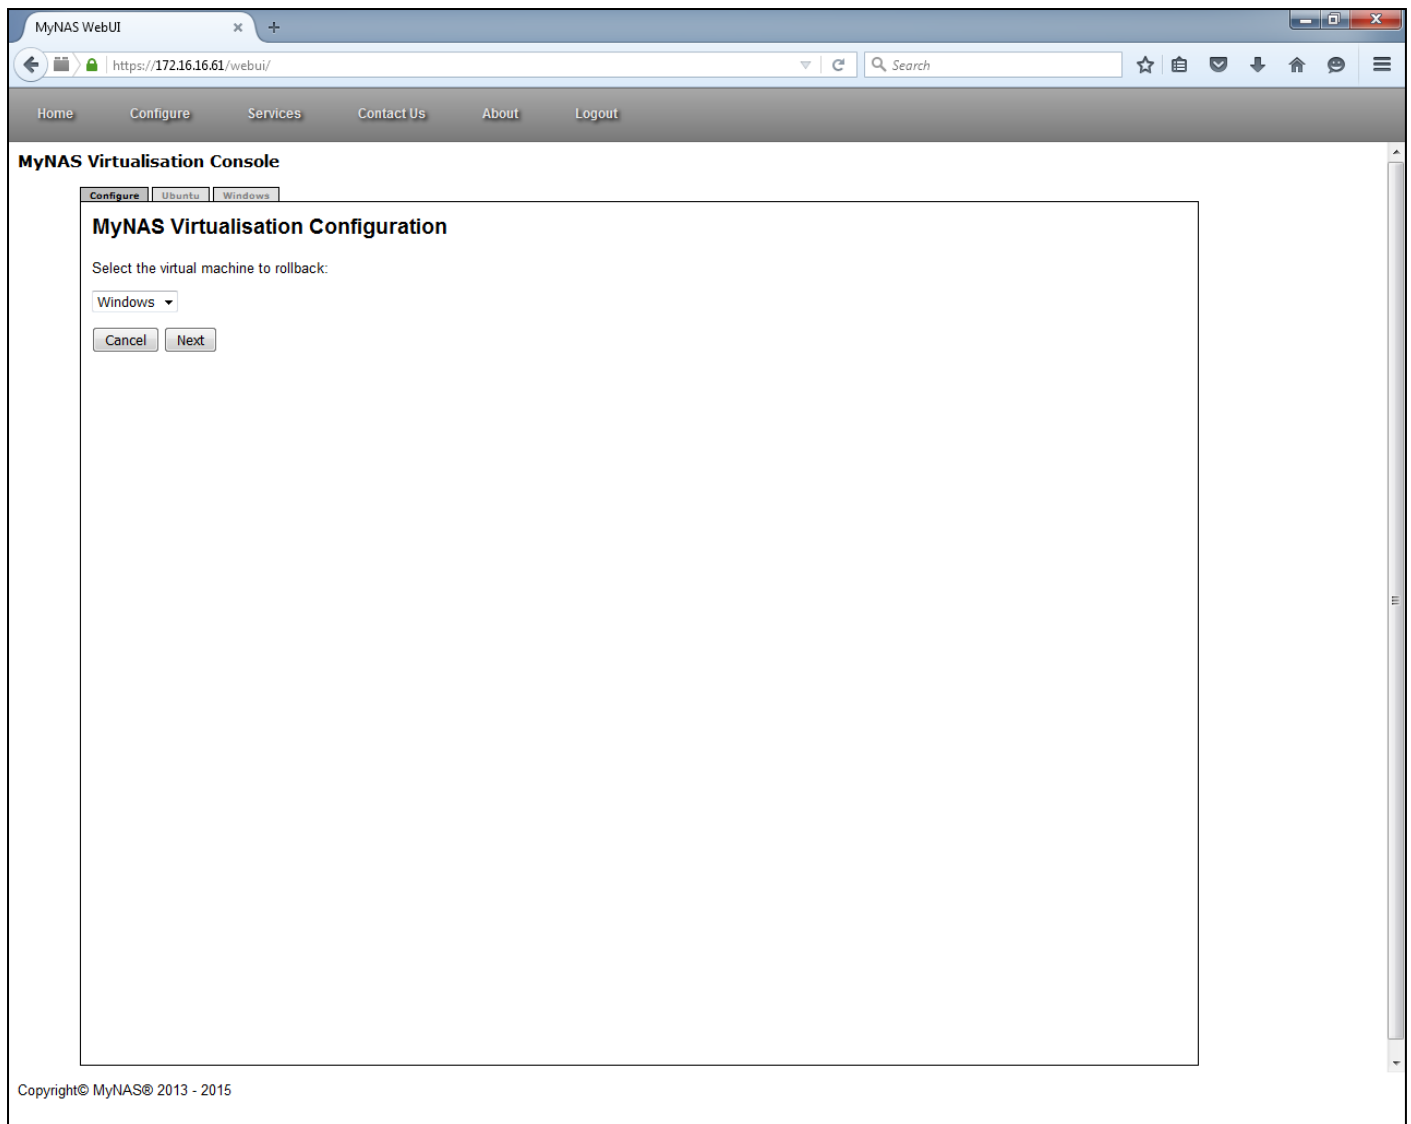 MyNAS WebUI
https://172.16.16.61/webui/
Search
Home Configure Services Contact Us About Logout
MyNAS Virtualisation Console
Configure Ubuntu Windows
MyNAS Virtualisation Configuration
Select the virtual machine to rollback:
Windows
Cancel Next
Copyright© MyNAS® 2013 - 2015